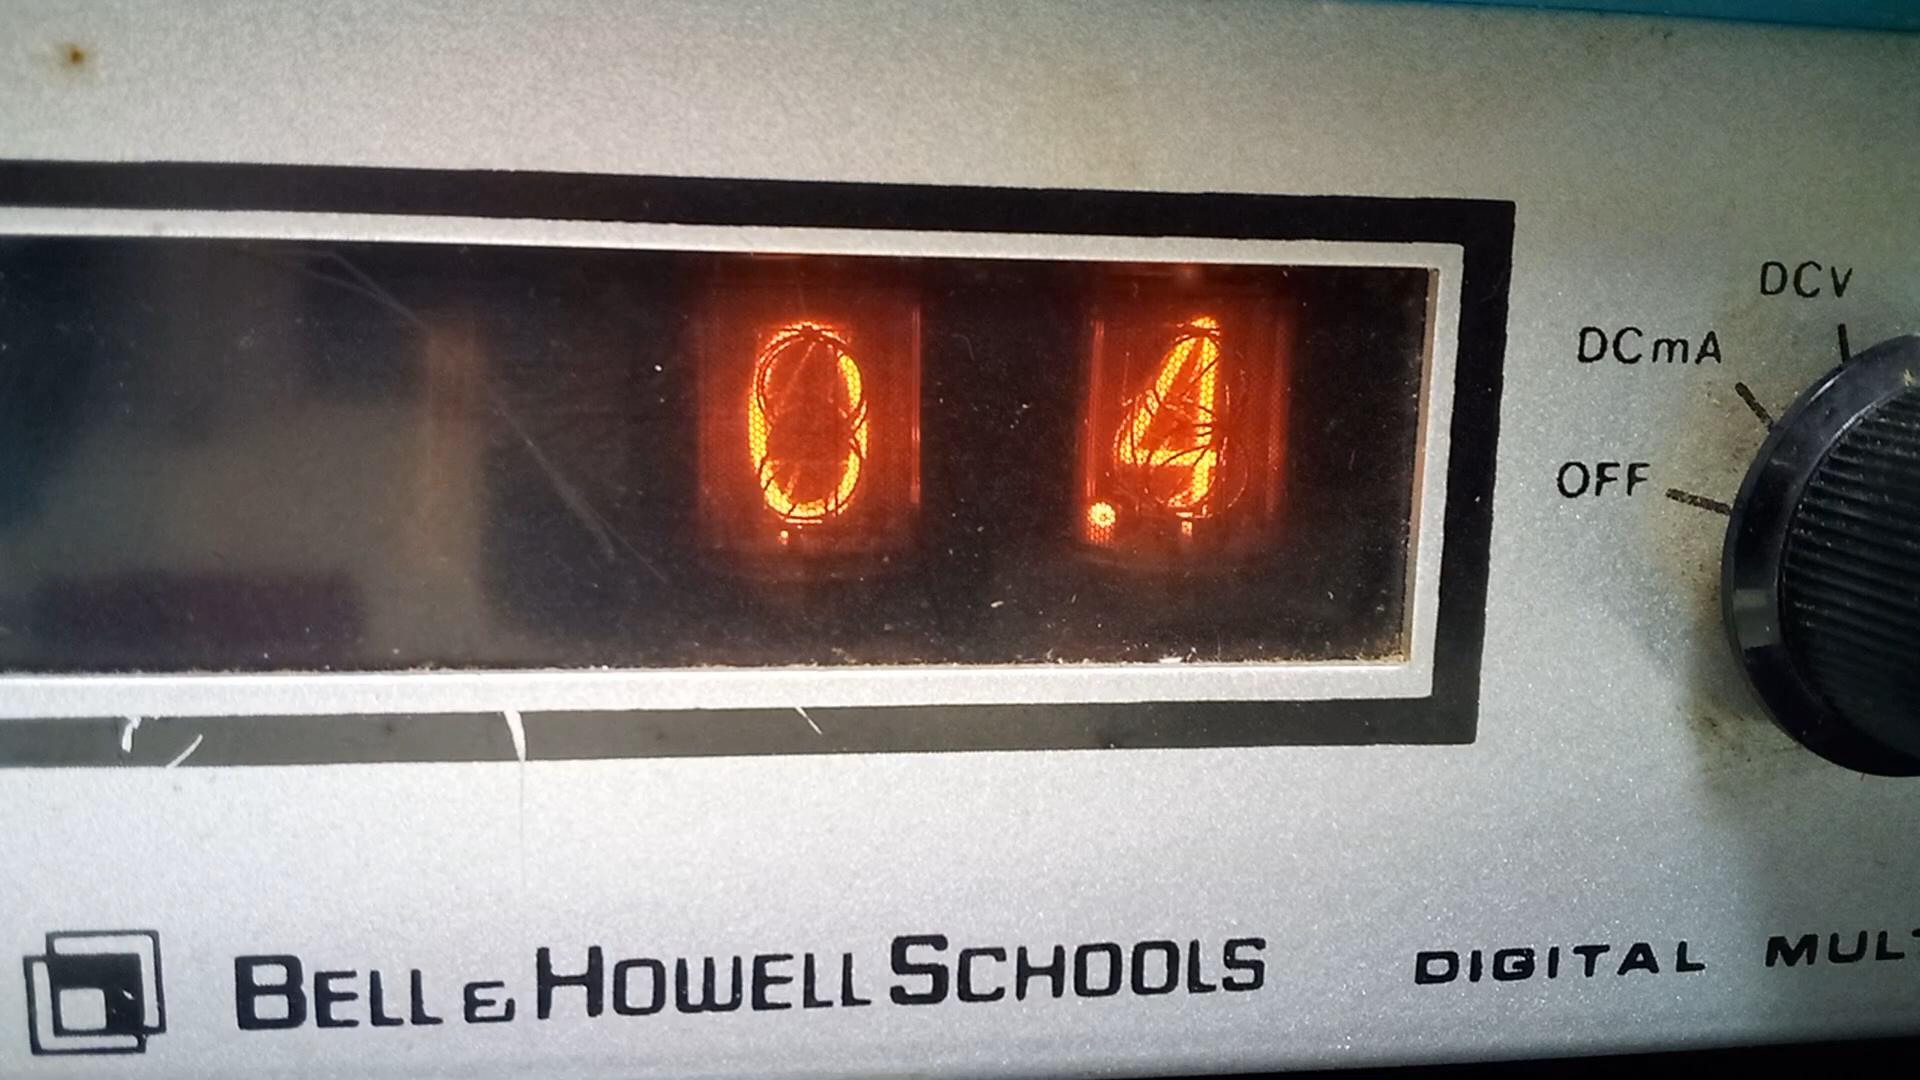 0.4
DCV
DCmA
OFF
BELL & HOWELL SCHOOLS
DIGITAL MULT